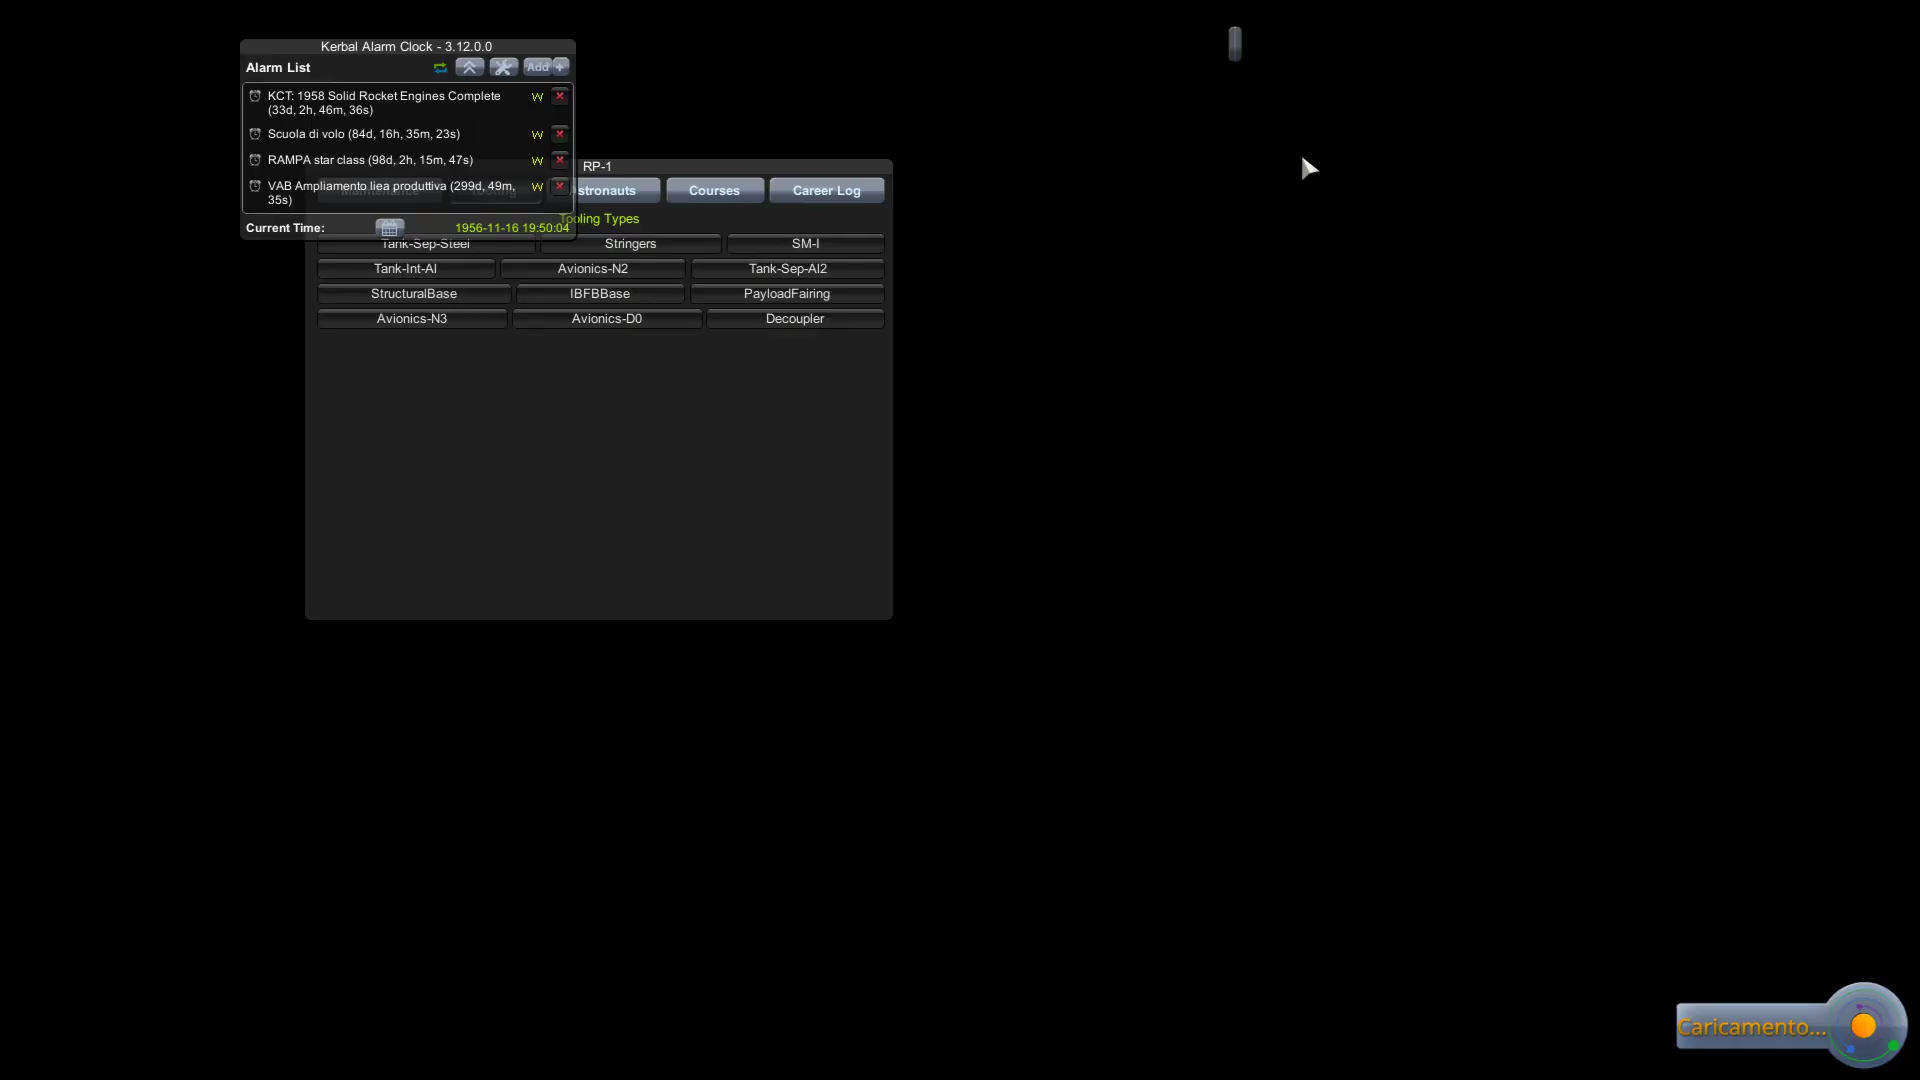 Kerbal Alarm Clock - 3.12.0.0
Alarm List
Add +
KCT: 1958 Solid Rocket Engines Complete
(33d, 2h, 46m, 36s)
W
Scuola di volo (84d, 16h, 35m, 23s)
W
RAMPA star class (98d, 2h, 15m, 47s)
W
VAB Ampliamento liea produttiva (299d, 49m,
35s)
W
Current Time:
1956-11-16 19:50:04
RP-1
Maintenance
Tooling
stronauts
Courses
Career Log
Tooling Types
Tank-Sep-Steel
Stringers
SM-I
Tank-Int-Al
Avionics-N2
Tank-Sep-Al2
StructuralBase
IBFBBase
PayloadFairing
Avionics-N3
Avionics-D0
Decoupler
Caricamento...